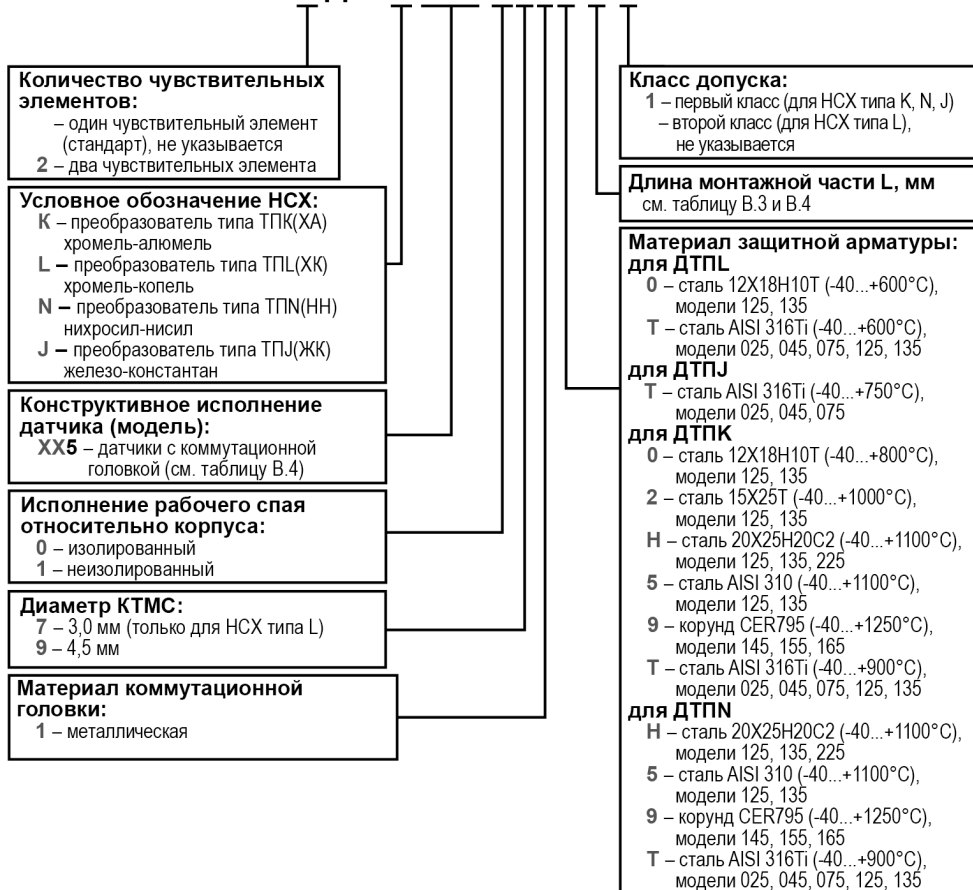 Количество чувствительных
элементов:
– один чувствительный элемент
(стандарт), не указывается
2 – два чувствительных элемента
Условное обозначение НСХ:
К – преобразователь типа ТПК(ХА)
хромель-алюмель
L – преобразователь типа ТПL(ХК)
хромель-копель
N – преобразователь типа ТПN(НН)
нихросил-нисил
J – преобразователь типа ТПJ(ЖК)
железо-константан
Конструктивное исполнение
датчика (модель):
ХХ5 – датчики с коммутационной
головкой (см. таблицу В.4)
Исполнение рабочего спая
относительно корпуса:
0 – изолированный
1 – неизолированный
Диаметр КТМС:
7 – 3,0 мм (только для НСХ типа L)
9 – 4,5 мм
Материал коммутационной
головки:
1 – металлическая
Класс допуска:
1 – первый класс (для НСХ типа K, N, J)
– второй класс (для НСХ типа L),
не указывается
Длина монтажной части L, мм
см. таблицу В.3 и В.4
Материал защитной арматуры:
для ДТПL
0 – сталь 12Х18Н10Т (-40...+600°С),
модели 125, 135
Т – сталь AISI 316Ti (-40...+600°С),
модели 025, 045, 075, 125, 135
для ДТПJ
Т – сталь AISI 316Ti (-40...+750°С),
модели 025, 045, 075
для ДТПК
0 – сталь 12Х18Н10Т (-40...+800°С),
модели 125, 135
2 – сталь 15Х25Т (-40...+1000°С),
модели 125, 135
Н – сталь 20Х25Н20С2 (-40...+1100°С),
модели 125, 135, 225
5 – сталь AISI 310 (-40...+1100°С),
модели 125, 135
9 – корунд CER795 (-40...+1250°С),
модели 145, 155, 165
Т – сталь AISI 316Ti (-40...+900°С),
модели 025, 045, 075, 125, 135
для ДТПN
Н – сталь 20Х25Н20С2 (-40...+1100°С),
модели 125, 135, 225
5 – сталь AISI 310 (-40...+1100°С),
модели 125, 135
9 – корунд CER795 (-40...+1250°С),
модели 145, 155, 165
Т – сталь AISI 316Ti (-40...+900°С),
модели 025, 045, 075, 125, 135